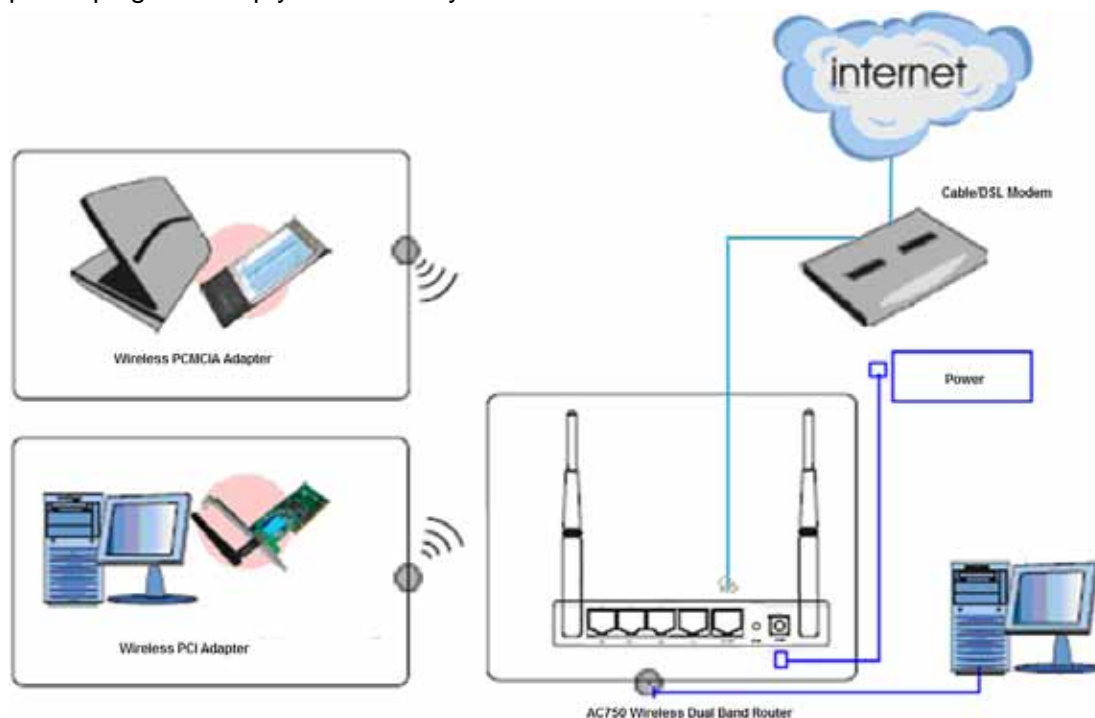 internet
Cable/DSL Modem
Wireless PCMCIA Adapter
Power
Wireless PCI Adapter
AC750 Wireless Dual Band Router